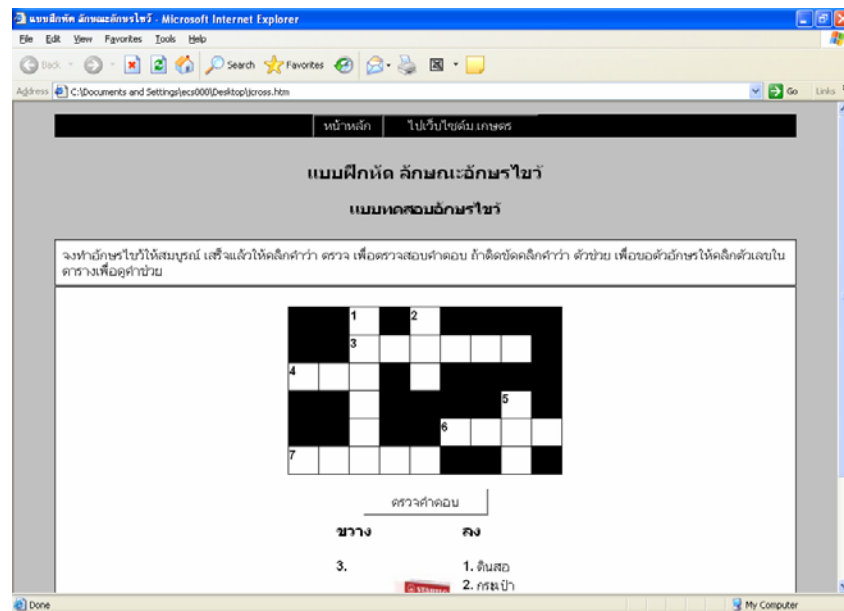 แบบฝึกหัด ลักษณะอักษรไขว้ - Microsoft Internet Explorer
File Edit View Favorites Tools Help
Back Search Favorites
Address C:\Documents and Settings\ecs000\Desktop\jcross.htm Go Links
หน้าหลัก ไปเว็บไซต์ม.เกษตร
แบบฝึกหัด ลักษณะอักษรไขว้
แบบทดสอบอักษรไขว้
จงทำอักษรไขว้ให้สมบูรณ์ เสร็จแล้วให้คลิกคำว่า ตรวจ เพื่อตรวจสอบคำตอบ ถ้าติดขัดคลิกคำว่า ตัวช่วย เพื่อขอตัวอักษรให้คลิกตัวเลขใน
ตารางเพื่อดูคำช่วย
1 2
3
4
5
6
7
ตรวจคำตอบ
ขวาง ลง
3. 1. ดินสอ
2. กระเป๋า
Done My Computer